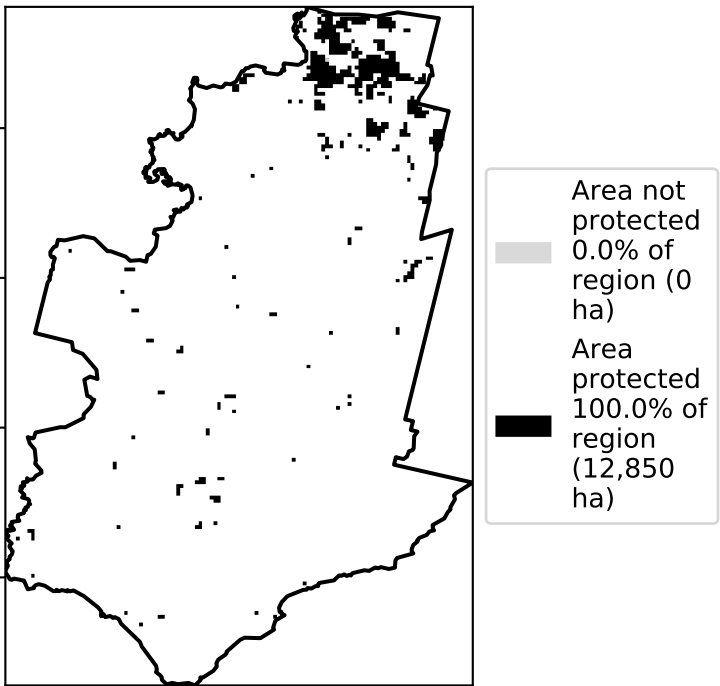 Area not
protected
0.0% of
region (0
ha)
Area
protected
100.0% of
region
(12,850
ha)